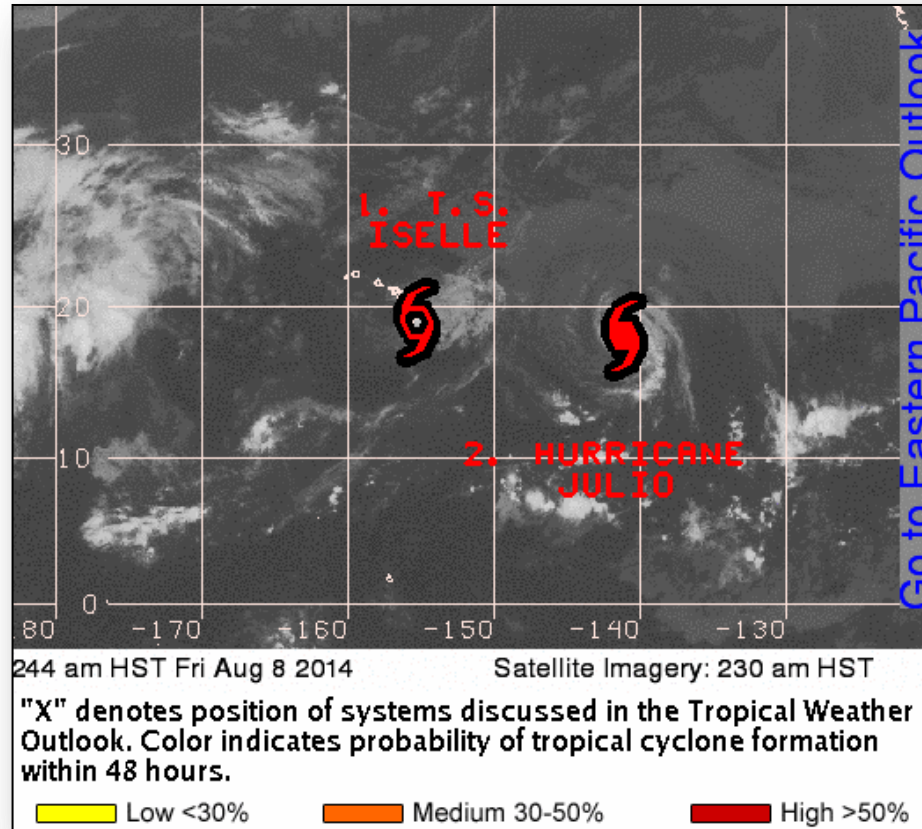 30
1. T.S.
ISELLE
20
2. HURRICANE
10
JULIO
0
.80 -170 -160 -150 -140 -130
Go to Eastern Pacific Outlook
244 am HST Fri Aug 8 2014 Satellite Imagery: 230 am HST
"X" denotes position of systems discussed in the Tropical Weather
Outlook. Color indicates probability of tropical cyclone formation
within 48 hours.
Low <30% Medium 30-50% High >50%